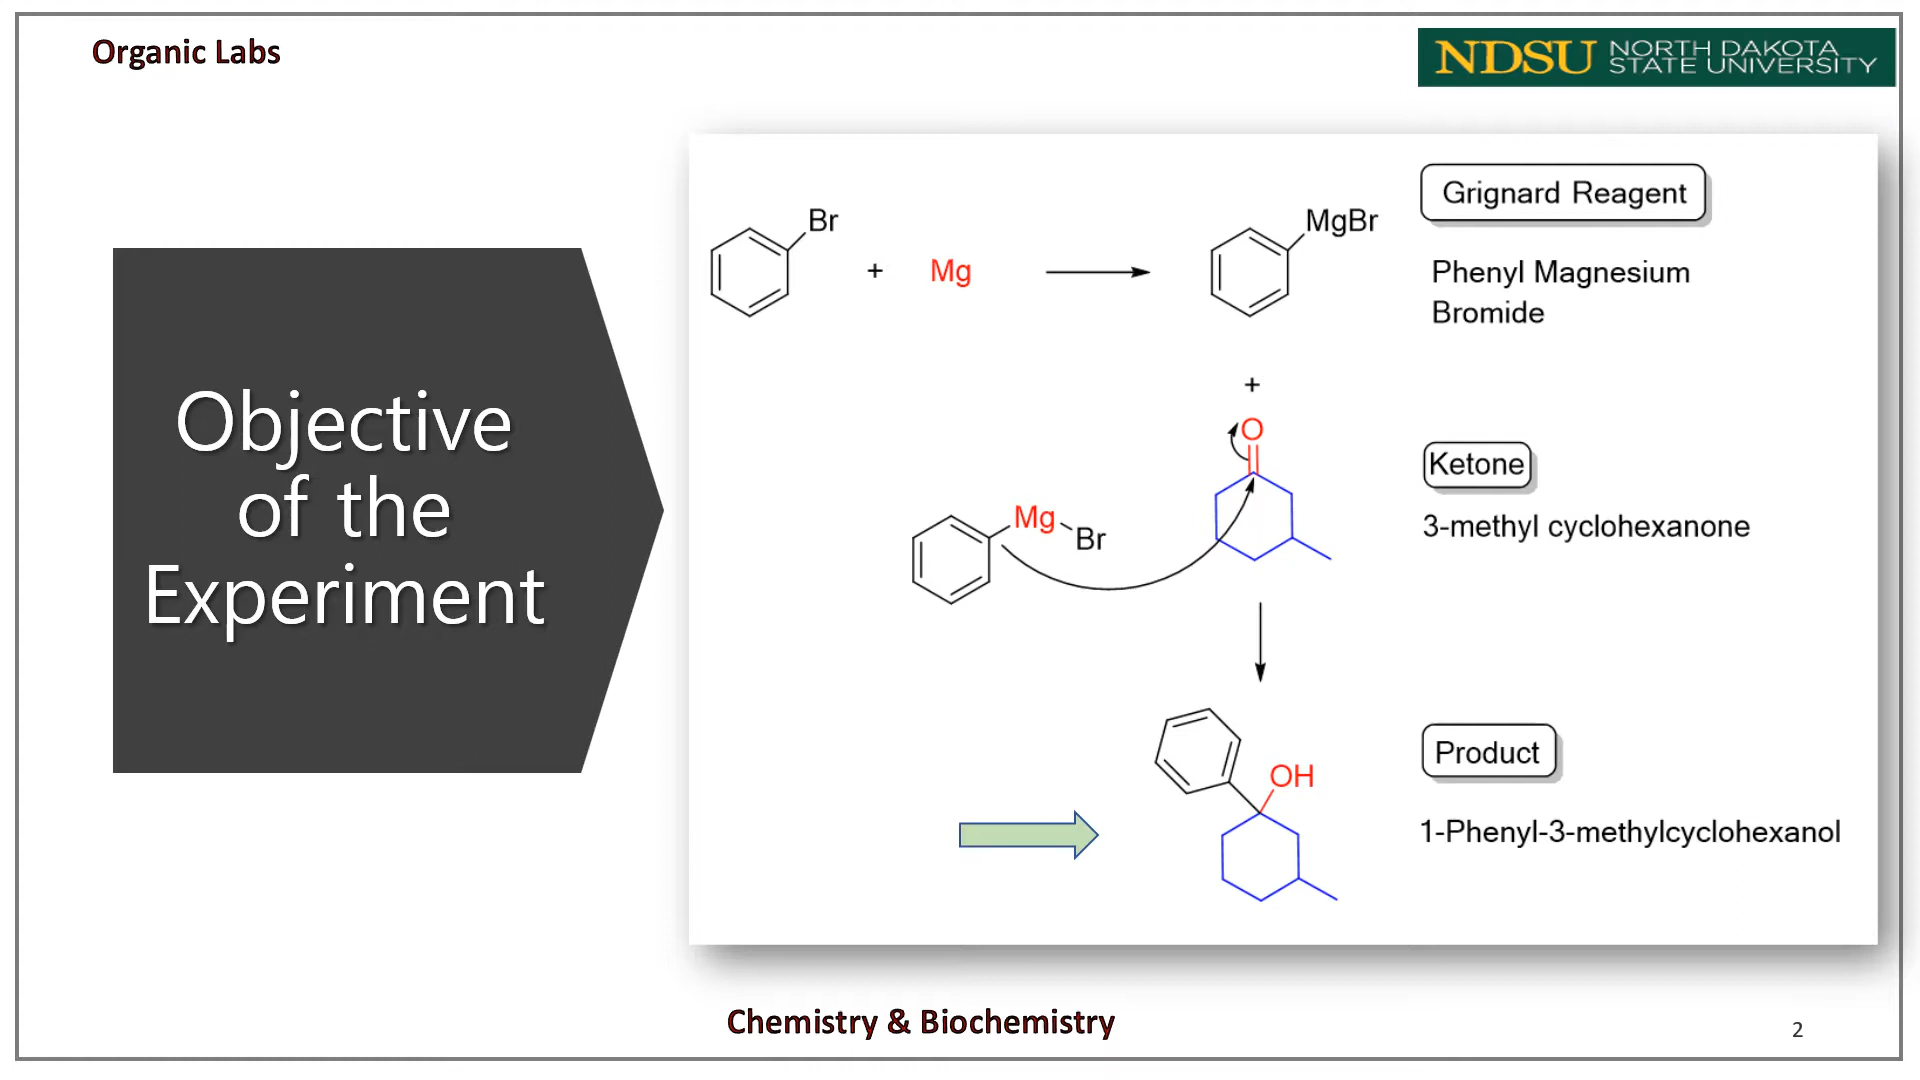 Organic Labs
NDSU NORTH DAKOTA
STATE UNIVERSITY
Objective
of the
Experiment
Br
+
Mg
MgBr
Grignard Reagent
Phenyl Magnesium
Bromide
+
O
Mg
Br
Ketone
3-methyl cyclohexanone
OH
Product
1-Phenyl-3-methylcyclohexanol
Chemistry & Biochemistry
2